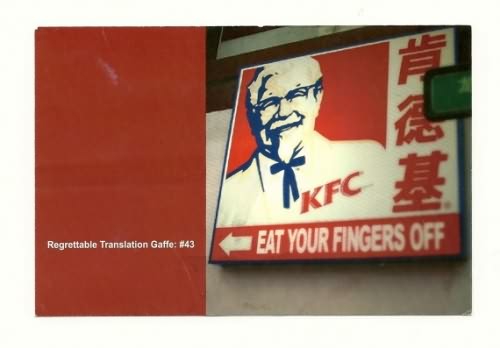 Regrettable Translation Gaffe: #43
肯德基
KFC
EAT YOUR FINGERS OFF